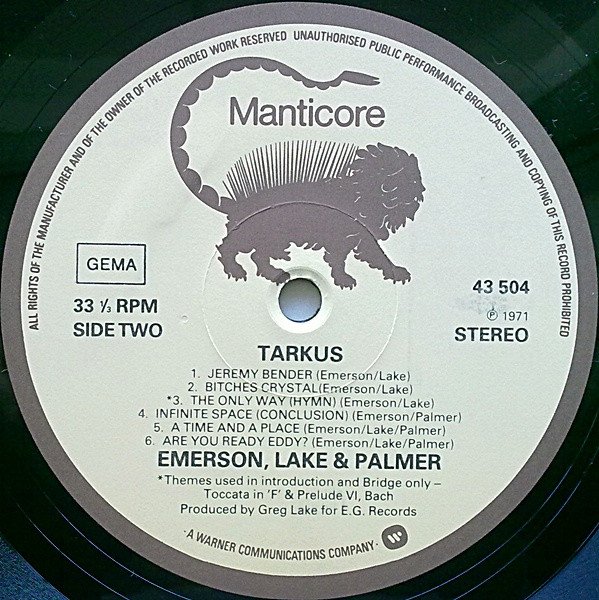 ALL RIGHTS OF THE MANUFACTURER AND OF THE OWNER OF THE RECORDED WORK RESERVED UNAUTHORISED PUBLIC PERFORMANCE BROADCASTING AND COPYING OF THIS RECORD PROHIBITED
Manticore
GEMA
33 ⅓ RPM
SIDE TWO
43 504
℗ 1971
STEREO
TARKUS
1. JEREMY BENDER (Emerson/Lake)
2. BITCHES CRYSTAL(Emerson/Lake)
*3. THE ONLY WAY (HYMN) (Emerson/Lake)
4. INFINITE SPACE (CONCLUSION) (Emerson/Palmer)
5. A TIME AND A PLACE (Emerson/Lake/Palmer)
6. ARE YOU READY EDDY? (Emerson/Lake/Palmer)
EMERSON, LAKE & PALMER
*Themes used in introduction and Bridge only –
Toccata in 'F' & Prelude VI, Bach
Produced by Greg Lake for E.G. Records
· A WARNER COMMUNICATIONS COMPANY ·